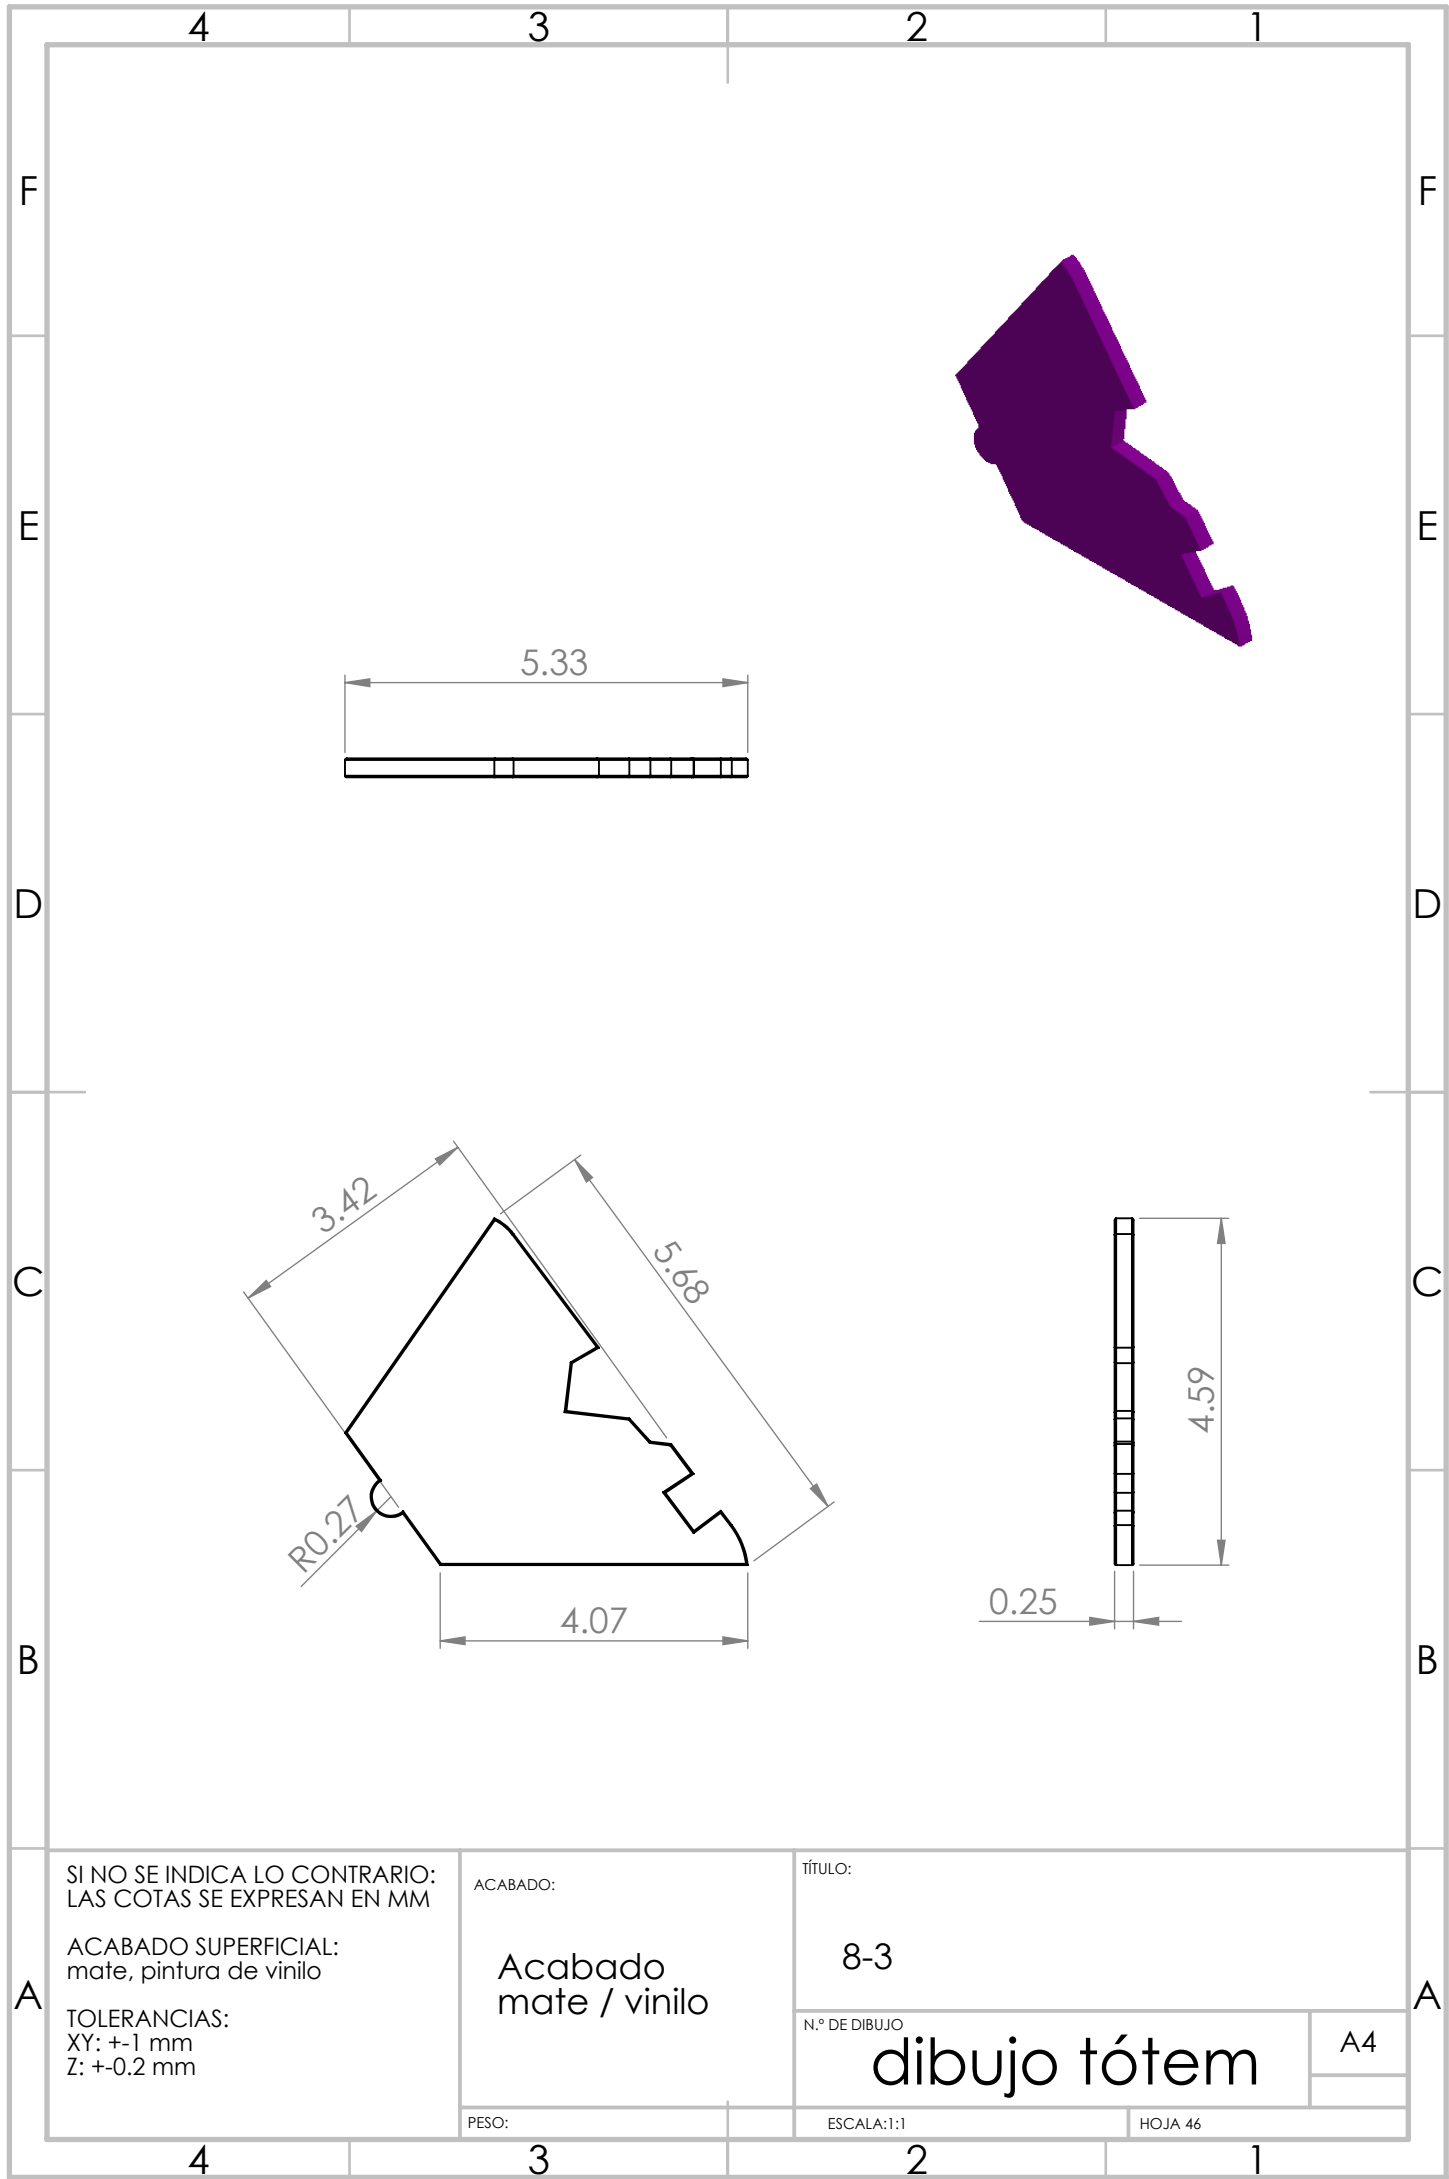 4 3 2 1
F F
E E
D D
C C
B B
A A
5.33
3.42
5.68
R0.27
4.07
4.59
0.25
SI NO SE INDICA LO CONTRARIO:
LAS COTAS SE EXPRESAN EN MM
ACABADO SUPERFICIAL:
mate, pintura de vinilo
TOLERANCIAS:
XY: +-1 mm
Z: +-0.2 mm
ACABADO:
Acabado
mate / vinilo
PESO:
TÍTULO:
8-3
N.º DE DIBUJO
dibujo tótem
A4
ESCALA:1:1
HOJA 46
4 3 2 1